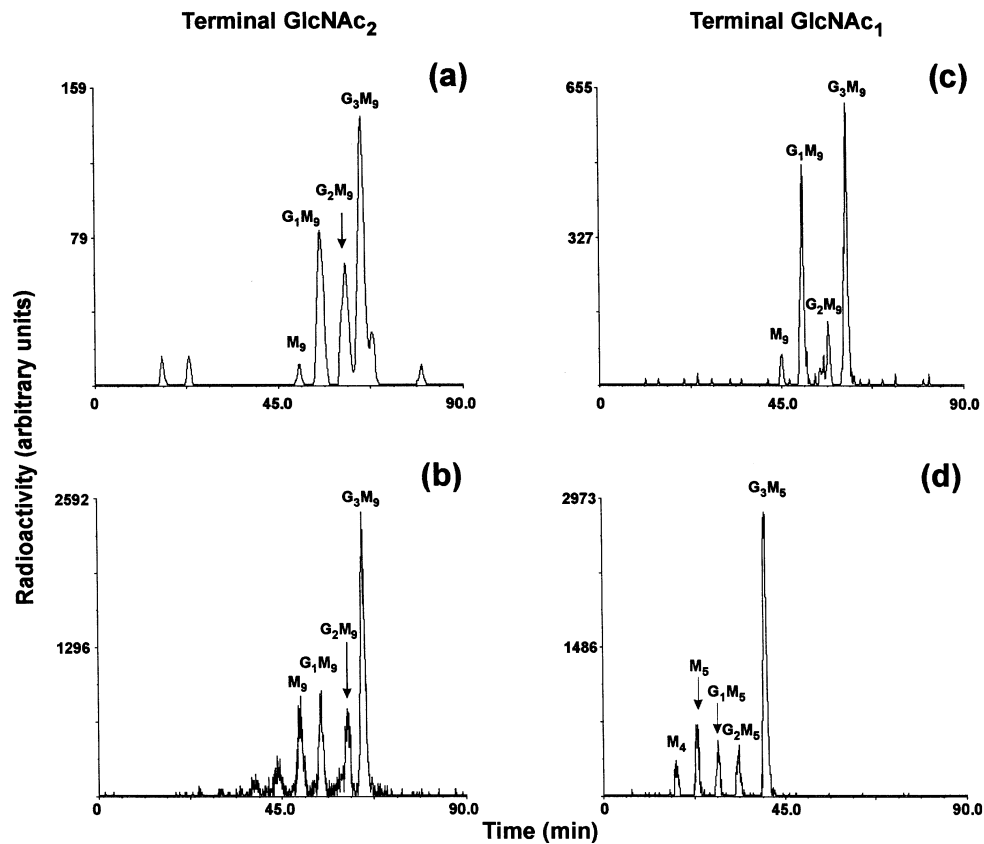 Terminal GlcNAc₂
Terminal GlcNAc₁
Radioactivity (arbitrary units)
(a)
159
79
M₉
G₁M₉
G₂M₉
G₃M₉
0 45.0 90.0
(c)
655
327
M₉
G₁M₉
G₂M₉
G₃M₉
0 45.0 90.0
(b)
2592
1296
M₉
G₁M₉
G₂M₉
G₃M₉
0 45.0 90.0
(d)
2973
1486
M₄
M₅
G₁M₅
G₂M₅
G₃M₅
0 45.0 90.0
Time (min)